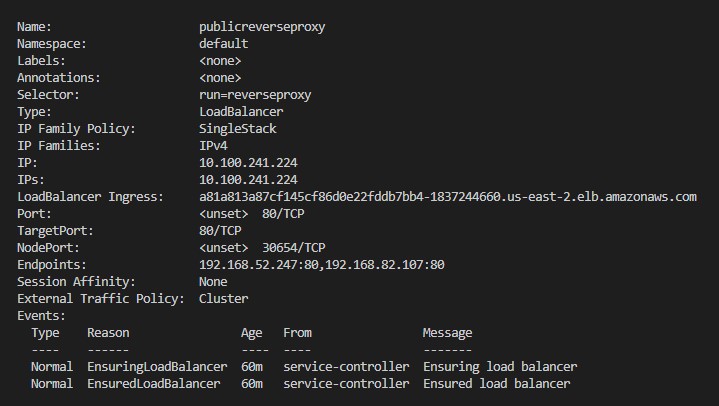 Name: publicreverseproxy
Namespace: default
Labels: <none>
Annotations: <none>
Selector: run=reverseproxy
Type: LoadBalancer
IP Family Policy: SingleStack
IP Families: IPv4
IP: 10.100.241.224
IPs: 10.100.241.224
LoadBalancer Ingress: a81a813a87cf145cf86d0e22fddb7bb4-1837244660.us-east-2.elb.amazonaws.com
Port: <unset> 80/TCP
TargetPort: 80/TCP
NodePort: <unset> 30654/TCP
Endpoints: 192.168.52.247:80,192.168.82.107:80
Session Affinity: None
External Traffic Policy: Cluster
Events:
Type Reason Age From Message
---- ------ ---- ---- -------
Normal EnsuringLoadBalancer 60m service-controller Ensuring load balancer
Normal EnsuredLoadBalancer 60m service-controller Ensured load balancer